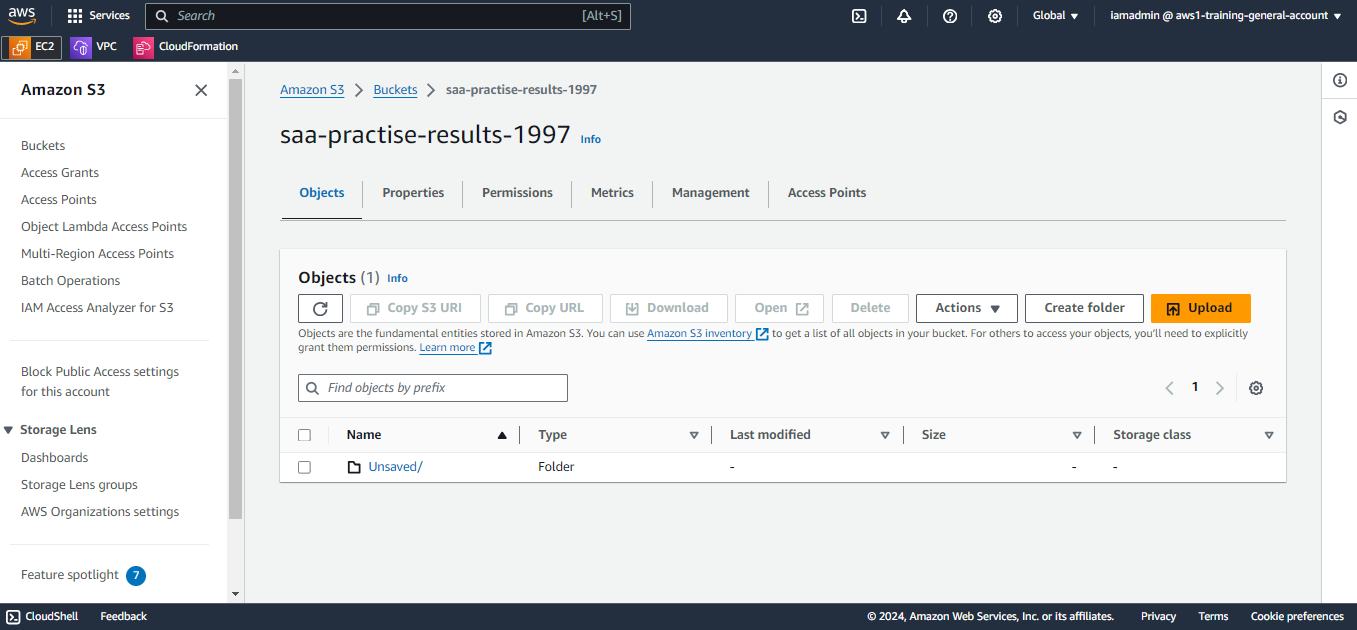 aws Services Search [Alt+S] Global iamadmin @ aws1-training-general-account
EC2 VPC CloudFormation
Amazon S3
Buckets
Access Grants
Access Points
Object Lambda Access Points
Multi-Region Access Points
Batch Operations
IAM Access Analyzer for S3
Block Public Access settings
for this account
Storage Lens
Dashboards
Storage Lens groups
AWS Organizations settings
Feature spotlight 7
Amazon S3 Buckets saa-practise-results-1997
saa-practise-results-1997 Info
Objects Properties Permissions Metrics Management Access Points
Objects (1) Info
Copy S3 URI Copy URL Download Open Delete Actions Create folder Upload
Objects are the fundamental entities stored in Amazon S3. You can use Amazon S3 inventory to get a list of all objects in your bucket. For others to access your objects, you'll need to explicitly
grant them permissions. Learn more
Find objects by prefix 1
Name Type Last modified Size Storage class
Unsaved/ Folder - - -
CloudShell Feedback © 2024, Amazon Web Services, Inc. or its affiliates. Privacy Terms Cookie preferences